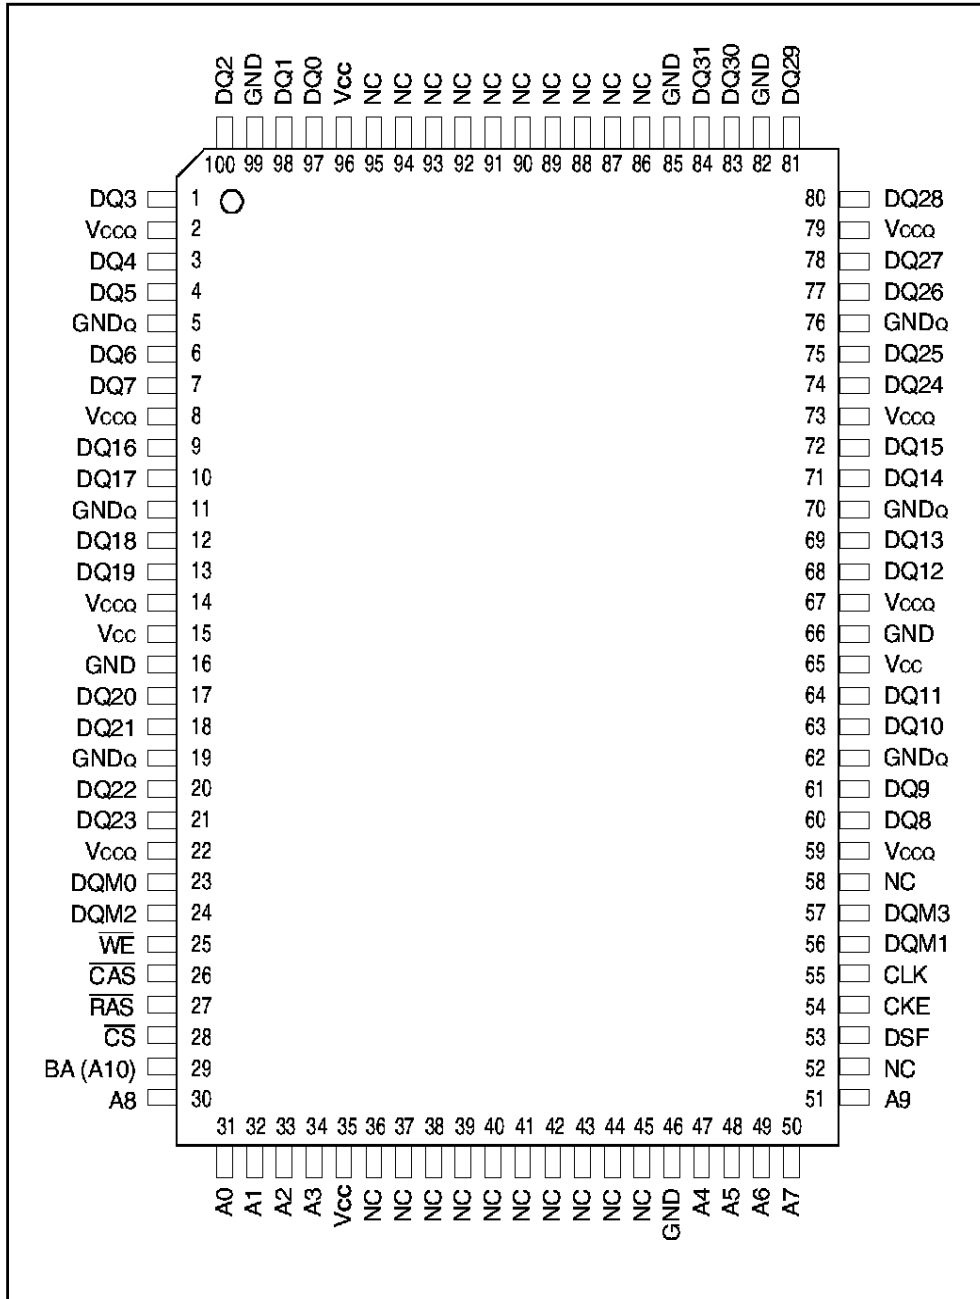 DQ2 GND DQ1 DQ0 Vcc NC NC NC NC NC NC NC NC NC NC GND DQ31 DQ30 GND DQ29
100 99 98 97 96 95 94 93 92 91 90 89 88 87 86 85 84 83 82 81
DQ3 1 80 DQ28
VCCQ 2 79 VCCQ
DQ4 3 78 DQ27
DQ5 4 77 DQ26
GNDQ 5 76 GNDQ
DQ6 6 75 DQ25
DQ7 7 74 DQ24
VCCQ 8 73 VCCQ
DQ16 9 72 DQ15
DQ17 10 71 DQ14
GNDQ 11 70 GNDQ
DQ18 12 69 DQ13
DQ19 13 68 DQ12
VCCQ 14 67 VCCQ
VCC 15 66 GND
GND 16 65 VCC
DQ20 17 64 DQ11
DQ21 18 63 DQ10
GNDQ 19 62 GNDQ
DQ22 20 61 DQ9
DQ23 21 60 DQ8
VCCQ 22 59 VCCQ
DQM0 23 58 NC
DQM2 24 57 DQM3
W̅E̅ 25 56 DQM1
C̅A̅S̅ 26 55 CLK
R̅A̅S̅ 27 54 CKE
C̅S̅ 28 53 DSF
BA (A10) 29 52 NC
A8 30 51 A9
31 32 33 34 35 36 37 38 39 40 41 42 43 44 45 46 47 48 49 50
A0 A1 A2 A3 Vcc NC NC NC NC NC NC NC NC NC NC GND A4 A5 A6 A7